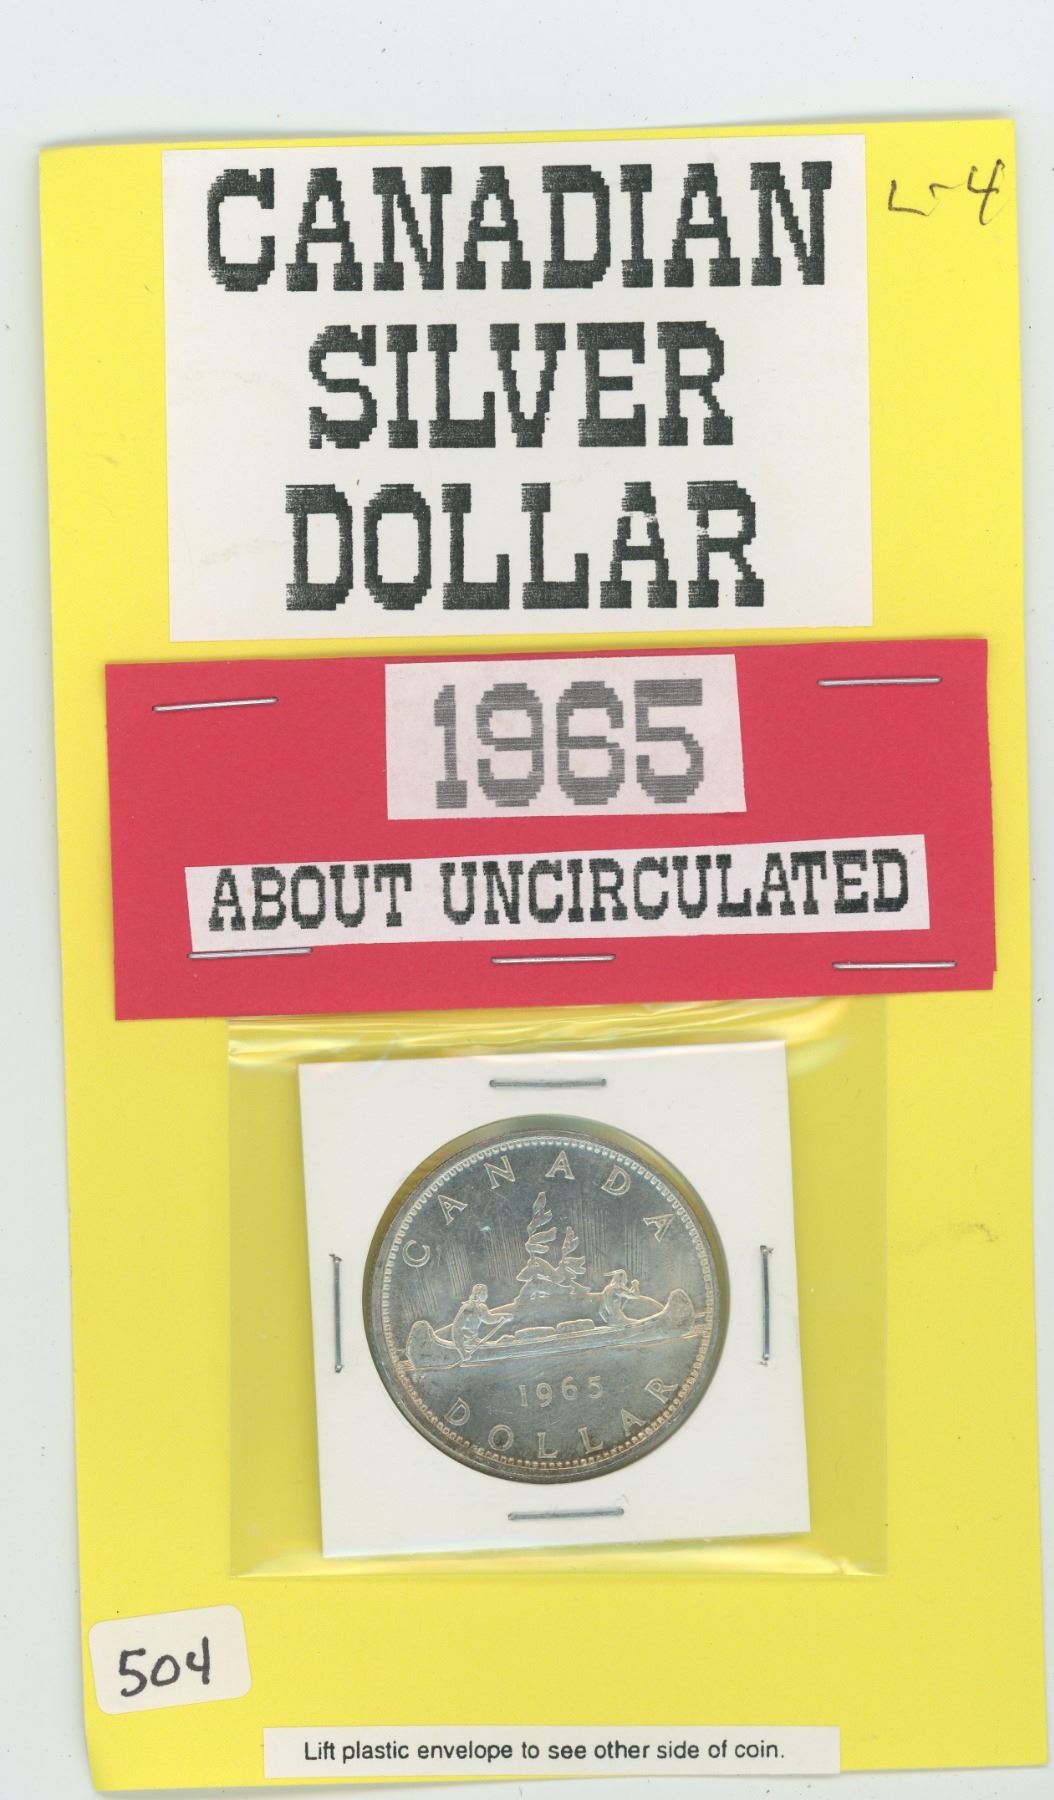 CANADIAN
SILVER
DOLLAR
L-4
1965
ABOUT UNCIRCULATED
CANADA
1965
DOLLAR
504
Lift plastic envelope to see other side of coin.